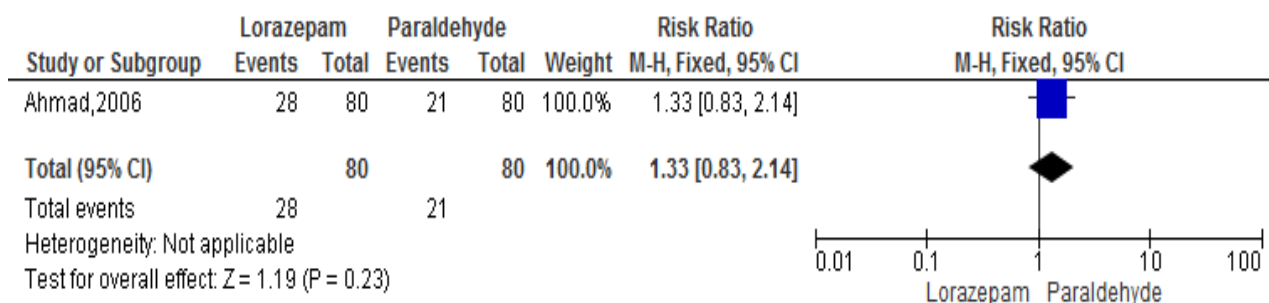 Lorazepam Paraldehyde Risk Ratio Risk Ratio
Study or Subgroup Events Total Events Total Weight M-H, Fixed, 95% CI M-H, Fixed, 95% CI
Ahmad,2006 28 80 21 80 100.0% 1.33 [0.83, 2.14]
Total (95% CI) 80 80 100.0% 1.33 [0.83, 2.14]
Total events 28 21
Heterogeneity: Not applicable
Test for overall effect: Z = 1.19 (P = 0.23)
0.01 0.1 1 10 100
Lorazepam Paraldehyde